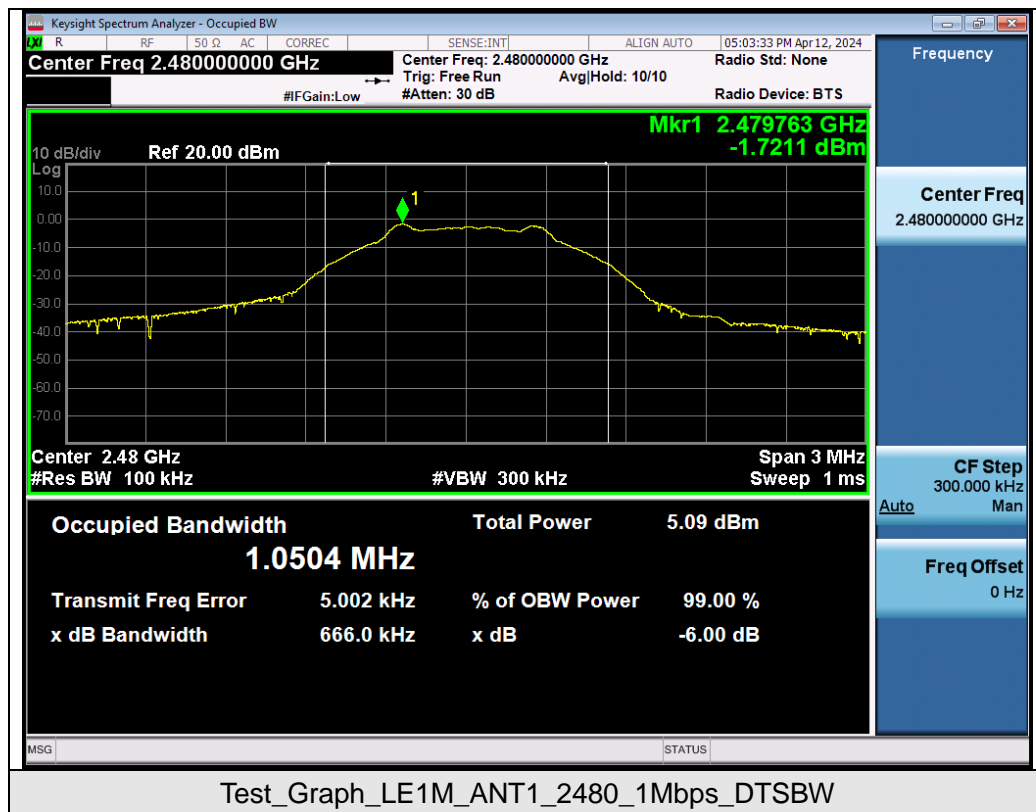 Keysight Spectrum Analyzer - Occupied BW
LXI R RF 50 Ω AC CORREC SENSE:INT ALIGN AUTO 05:03:33 PM Apr 12, 2024
Center Freq 2.480000000 GHz
Center Freq: 2.480000000 GHz
Radio Std: None
Trig: Free Run Avg|Hold: 10/10
#IFGain:Low
#Atten: 30 dB
Radio Device: BTS
Frequency
Mkr1 2.479763 GHz
-1.7211 dBm
10 dB/div Ref 20.00 dBm
Log
10.0
0.00
-10.0
-20.0
-30.0
-40.0
-50.0
-60.0
-70.0
1
Center 2.48 GHz Span 3 MHz
#Res BW 100 kHz #VBW 300 kHz Sweep 1 ms
Center Freq
2.480000000 GHz
CF Step
300.000 kHz
Auto Man
Freq Offset
0 Hz
Occupied Bandwidth Total Power 5.09 dBm
1.0504 MHz
Transmit Freq Error 5.002 kHz % of OBW Power 99.00 %
x dB Bandwidth 666.0 kHz x dB -6.00 dB
MSG STATUS
Test_Graph_LE1M_ANT1_2480_1Mbps_DTSBW